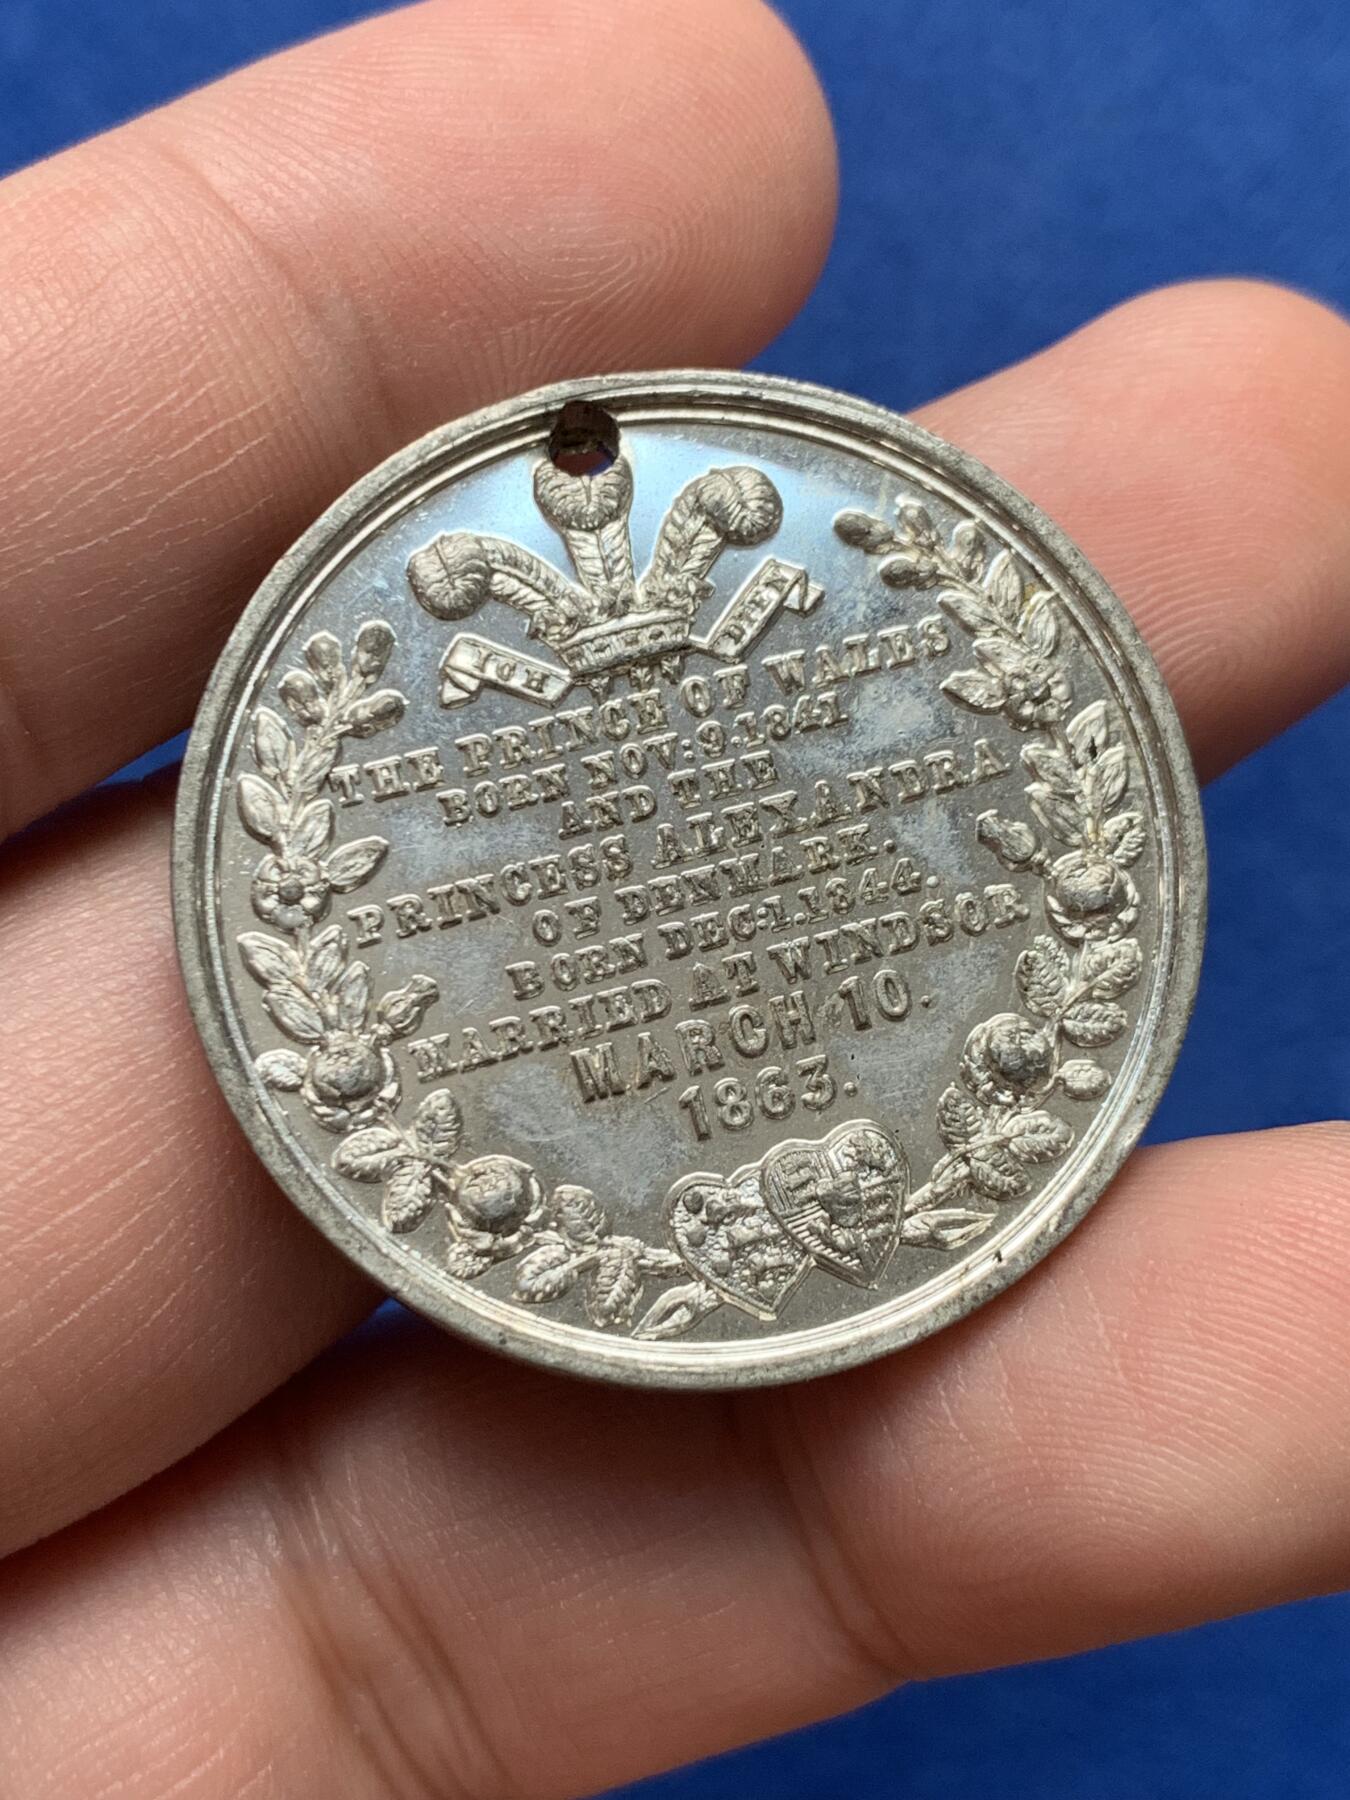 ICH DIEN
THE PRINCE OF WALES
BORN NOV: 9. 1841
AND THE
PRINCESS ALEXANDRA
OF DENMARK.
BORN DEC: 1. 1844.
MARRIED AT WINDSOR
MARCH 10.
1863.